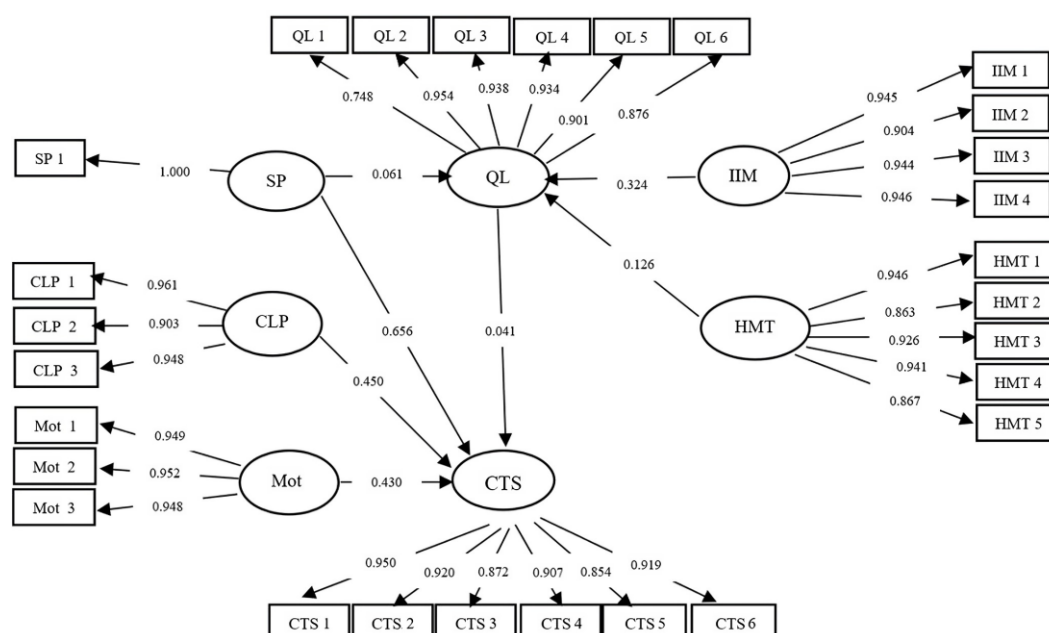 QL 1 QL 2 QL 3 QL 4 QL 5 QL 6
0.748 0.954 0.938 0.934 0.901 0.876
IIM 1
0.945
IIM 2
0.904
IIM 3
0.944
IIM 4
0.946
SP 1
1.000
SP
0.061
QL
0.324
IIM
CLP 1
0.961
CLP 2
0.903
CLP 3
0.948
CLP
0.656
0.450
0.041
0.126
HMT
HMT 1
0.946
HMT 2
0.863
HMT 3
0.926
HMT 4
0.941
HMT 5
0.867
Mot 1
0.949
Mot 2
0.952
Mot 3
0.948
Mot
0.430
CTS
0.950 0.920 0.872 0.907 0.854 0.919
CTS 1 CTS 2 CTS 3 CTS 4 CTS 5 CTS 6